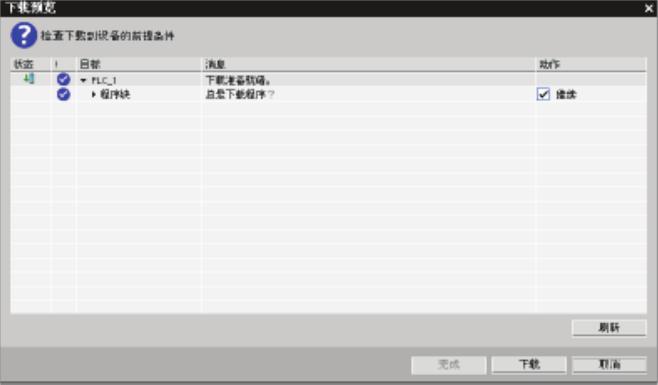 下载预览
检查下载到设备的前提条件
状态 ! 目标 消息 动作
PLC_1 下载准备就绪。
程序块 总是下载程序? 继续
刷新
完成 下载 取消